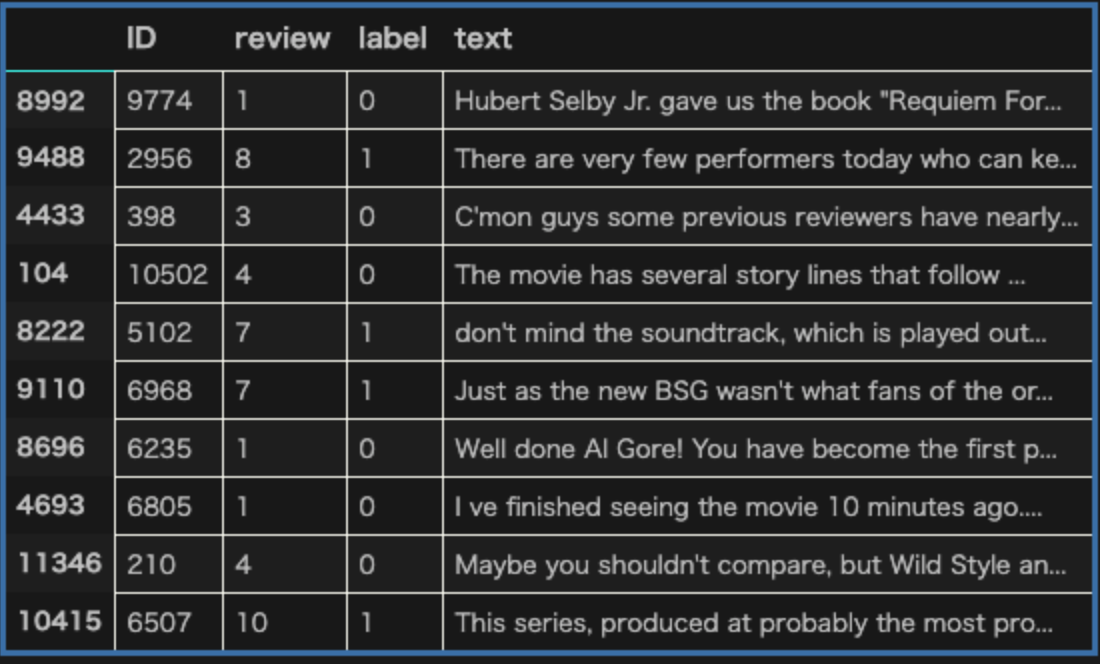 ID review label text
8992 9774 1 0 Hubert Selby Jr. gave us the book "Requiem For...
9488 2956 8 1 There are very few performers today who can ke...
4433 398 3 0 C'mon guys some previous reviewers have nearly...
104 10502 4 0 The movie has several story lines that follow ...
8222 5102 7 1 don't mind the soundtrack, which is played out...
9110 6968 7 1 Just as the new BSG wasn't what fans of the or...
8696 6235 1 0 Well done Al Gore! You have become the first p...
4693 6805 1 0 I ve finished seeing the movie 10 minutes ago....
11346 210 4 0 Maybe you shouldn't compare, but Wild Style an...
10415 6507 10 1 This series, produced at probably the most pro...